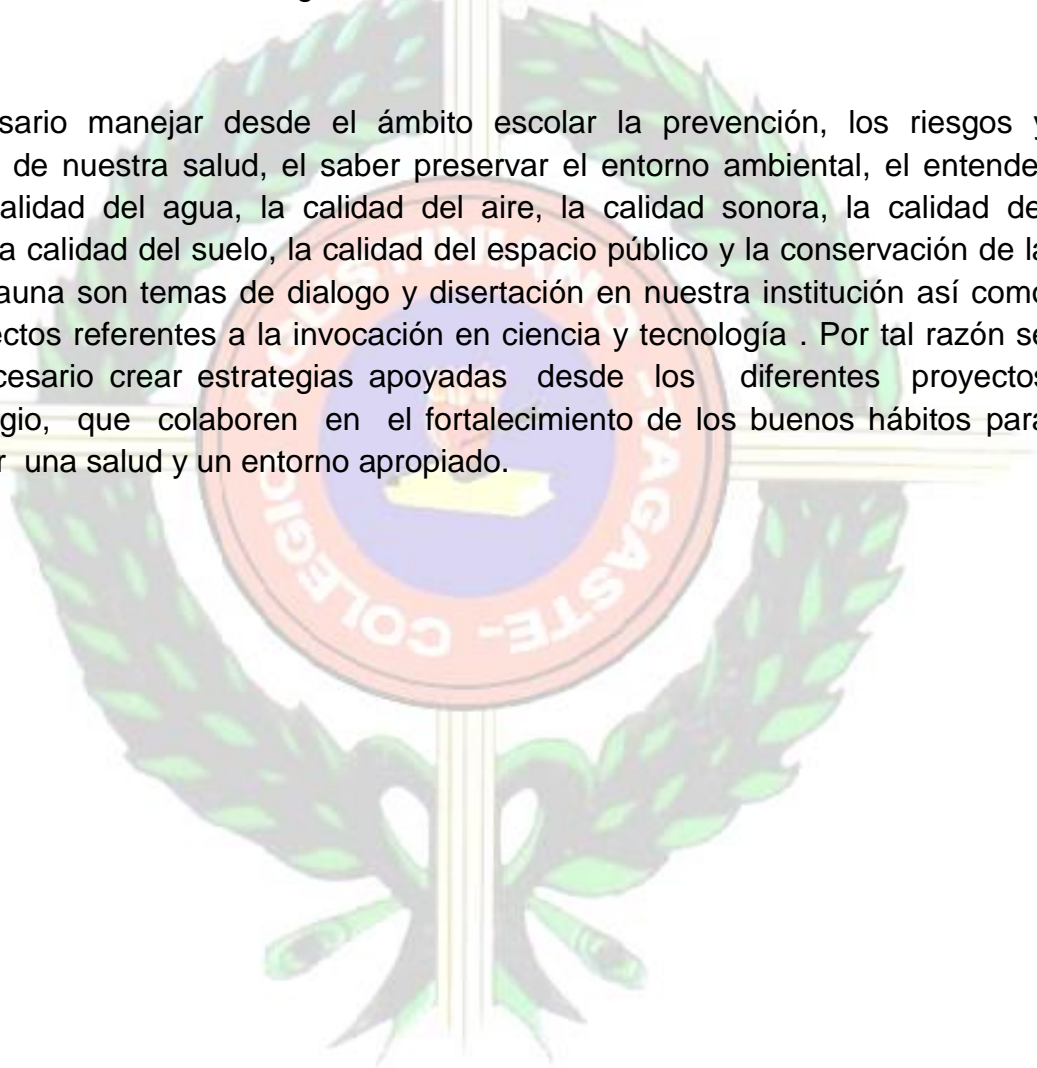 sario manejar desde el ámbito escolar la prevención, los riesgos y
de nuestra salud, el saber preservar el entorno ambiental, el entende
alidad del agua, la calidad del aire, la calidad sonora, la calidad de
a calidad del suelo, la calidad del espacio público y la conservación de la
auna son temas de dialogo y disertación en nuestra institución así como
ectos referentes a la invocación en ciencia y tecnología . Por tal razón se
cesario crear estrategias apoyadas desde los diferentes proyectos
gio, que colaboren en el fortalecimiento de los buenos hábitos para
r una salud y un entorno apropiado.
COLEGIO AGUSTINIANO -TAGASTE-